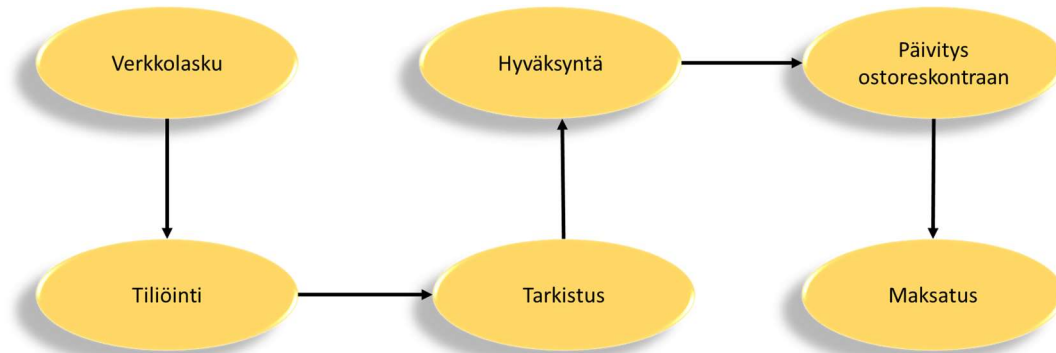 Verkkolasku
Tiliöinti
Tarkistus
Hyväksyntä
Päivitys
ostoreskontraan
Maksatus